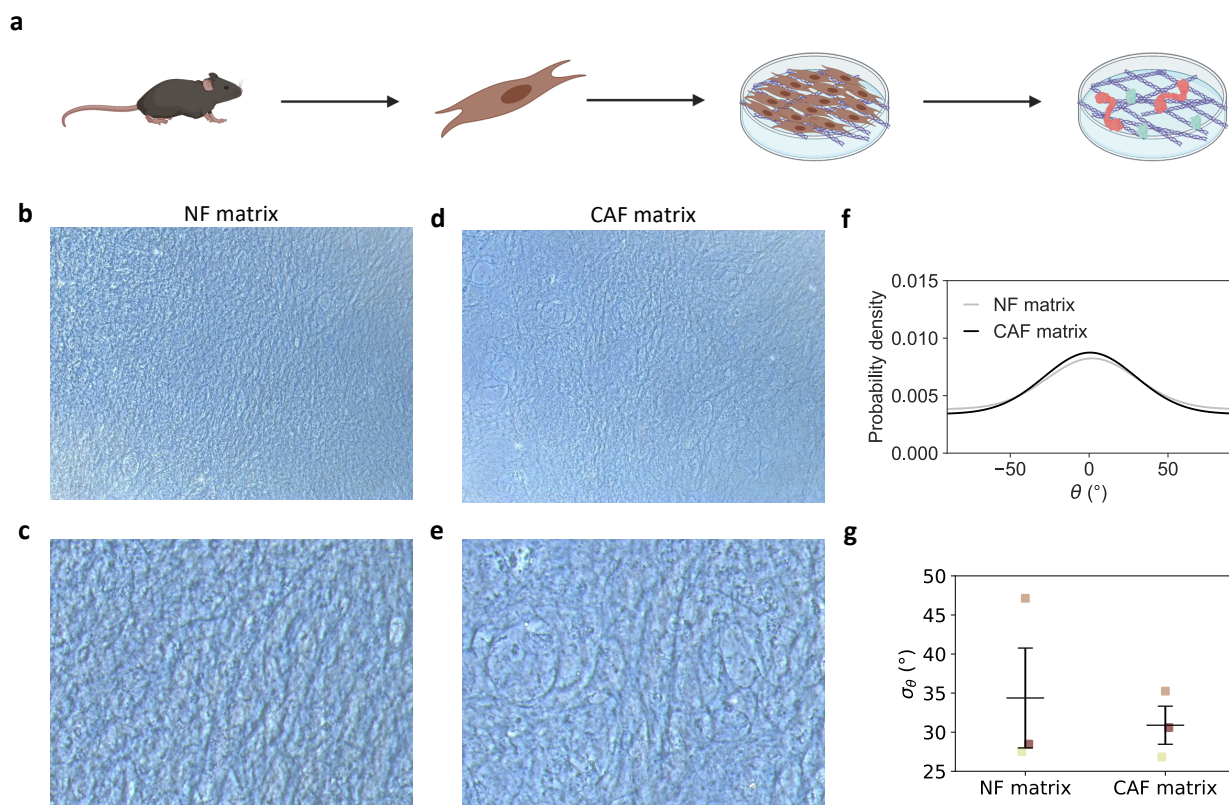 a
b
NF matrix
d
CAF matrix
f
0.015
0.010
0.005
0.000
Probability density
NF matrix
CAF matrix
−50
0
50
θ (°)
c
e
g
50
45
40
35
30
25
σθ (°)
NF matrix
CAF matrix